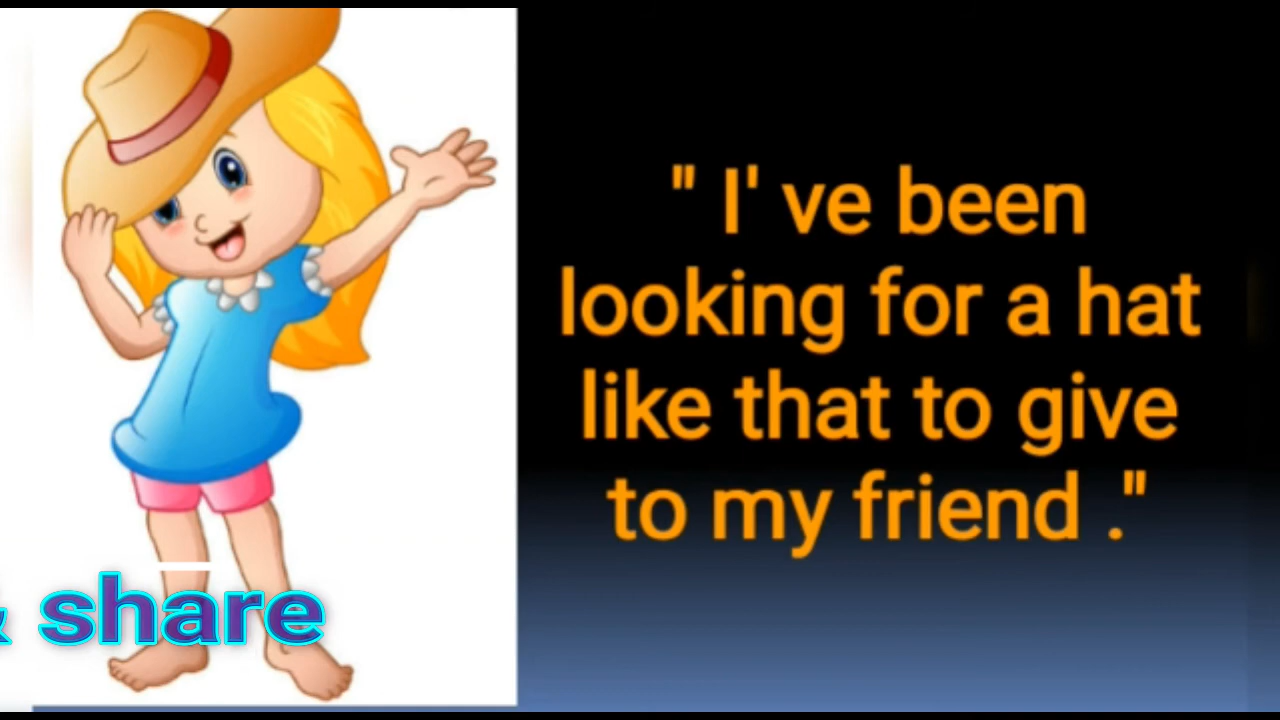 " I' ve been
looking for a hat
like that to give
to my friend ."
& share